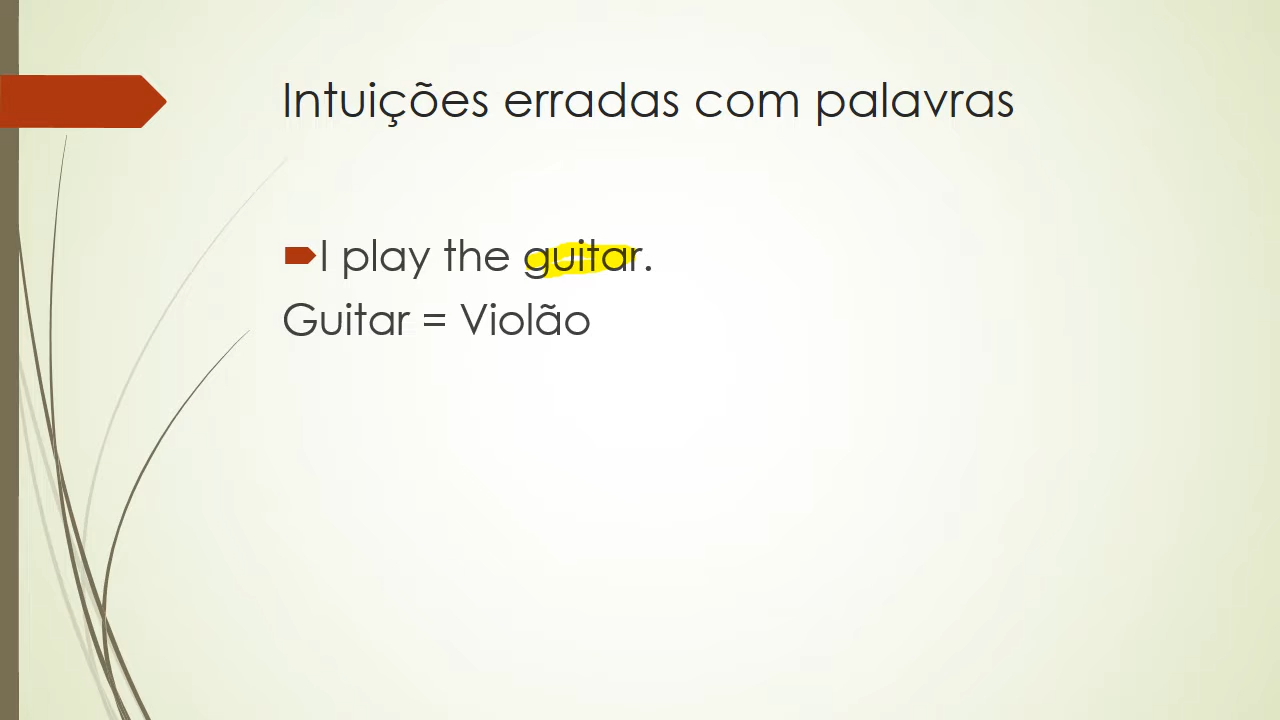 Intuições erradas com palavras
I play the guitar.
Guitar = Violão